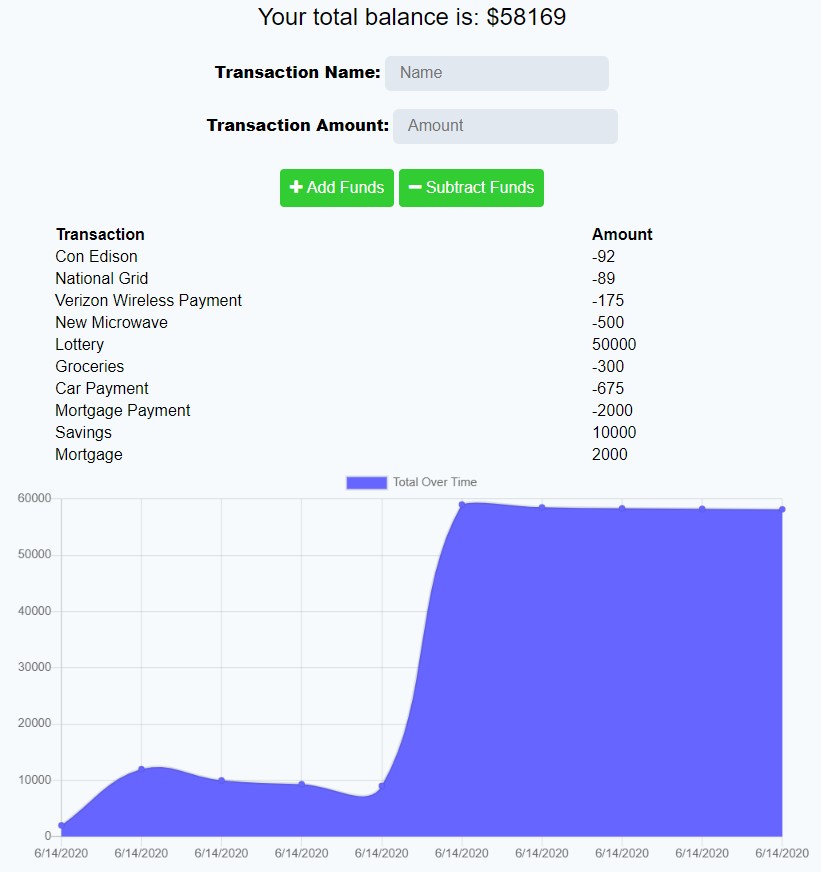 Your total balance is: $58169
Transaction Name: Name
Transaction Amount: Amount
+ Add Funds − Subtract Funds
Transaction Amount
Con Edison -92
National Grid -89
Verizon Wireless Payment -175
New Microwave -500
Lottery 50000
Groceries -300
Car Payment -675
Mortgage Payment -2000
Savings 10000
Mortgage 2000
Total Over Time
60000
50000
40000
30000
20000
10000
0
6/14/2020 6/14/2020 6/14/2020 6/14/2020 6/14/2020 6/14/2020 6/14/2020 6/14/2020 6/14/2020 6/14/2020